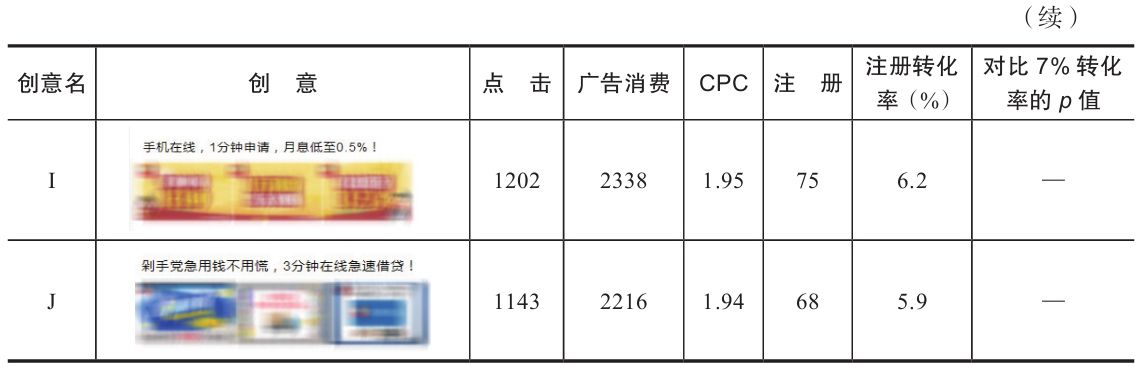 （续）
创意名 创 意 点 击 广告消费 CPC 注 册 注册转化率（%） 对比 7% 转化率的 p 值
I 手机在线，1分钟申请，月息低至0.5%！ 1202 2338 1.95 75 6.2 —
J 剁手党急用钱不用慌，3分钟在线急速借贷！ 1143 2216 1.94 68 5.9 —